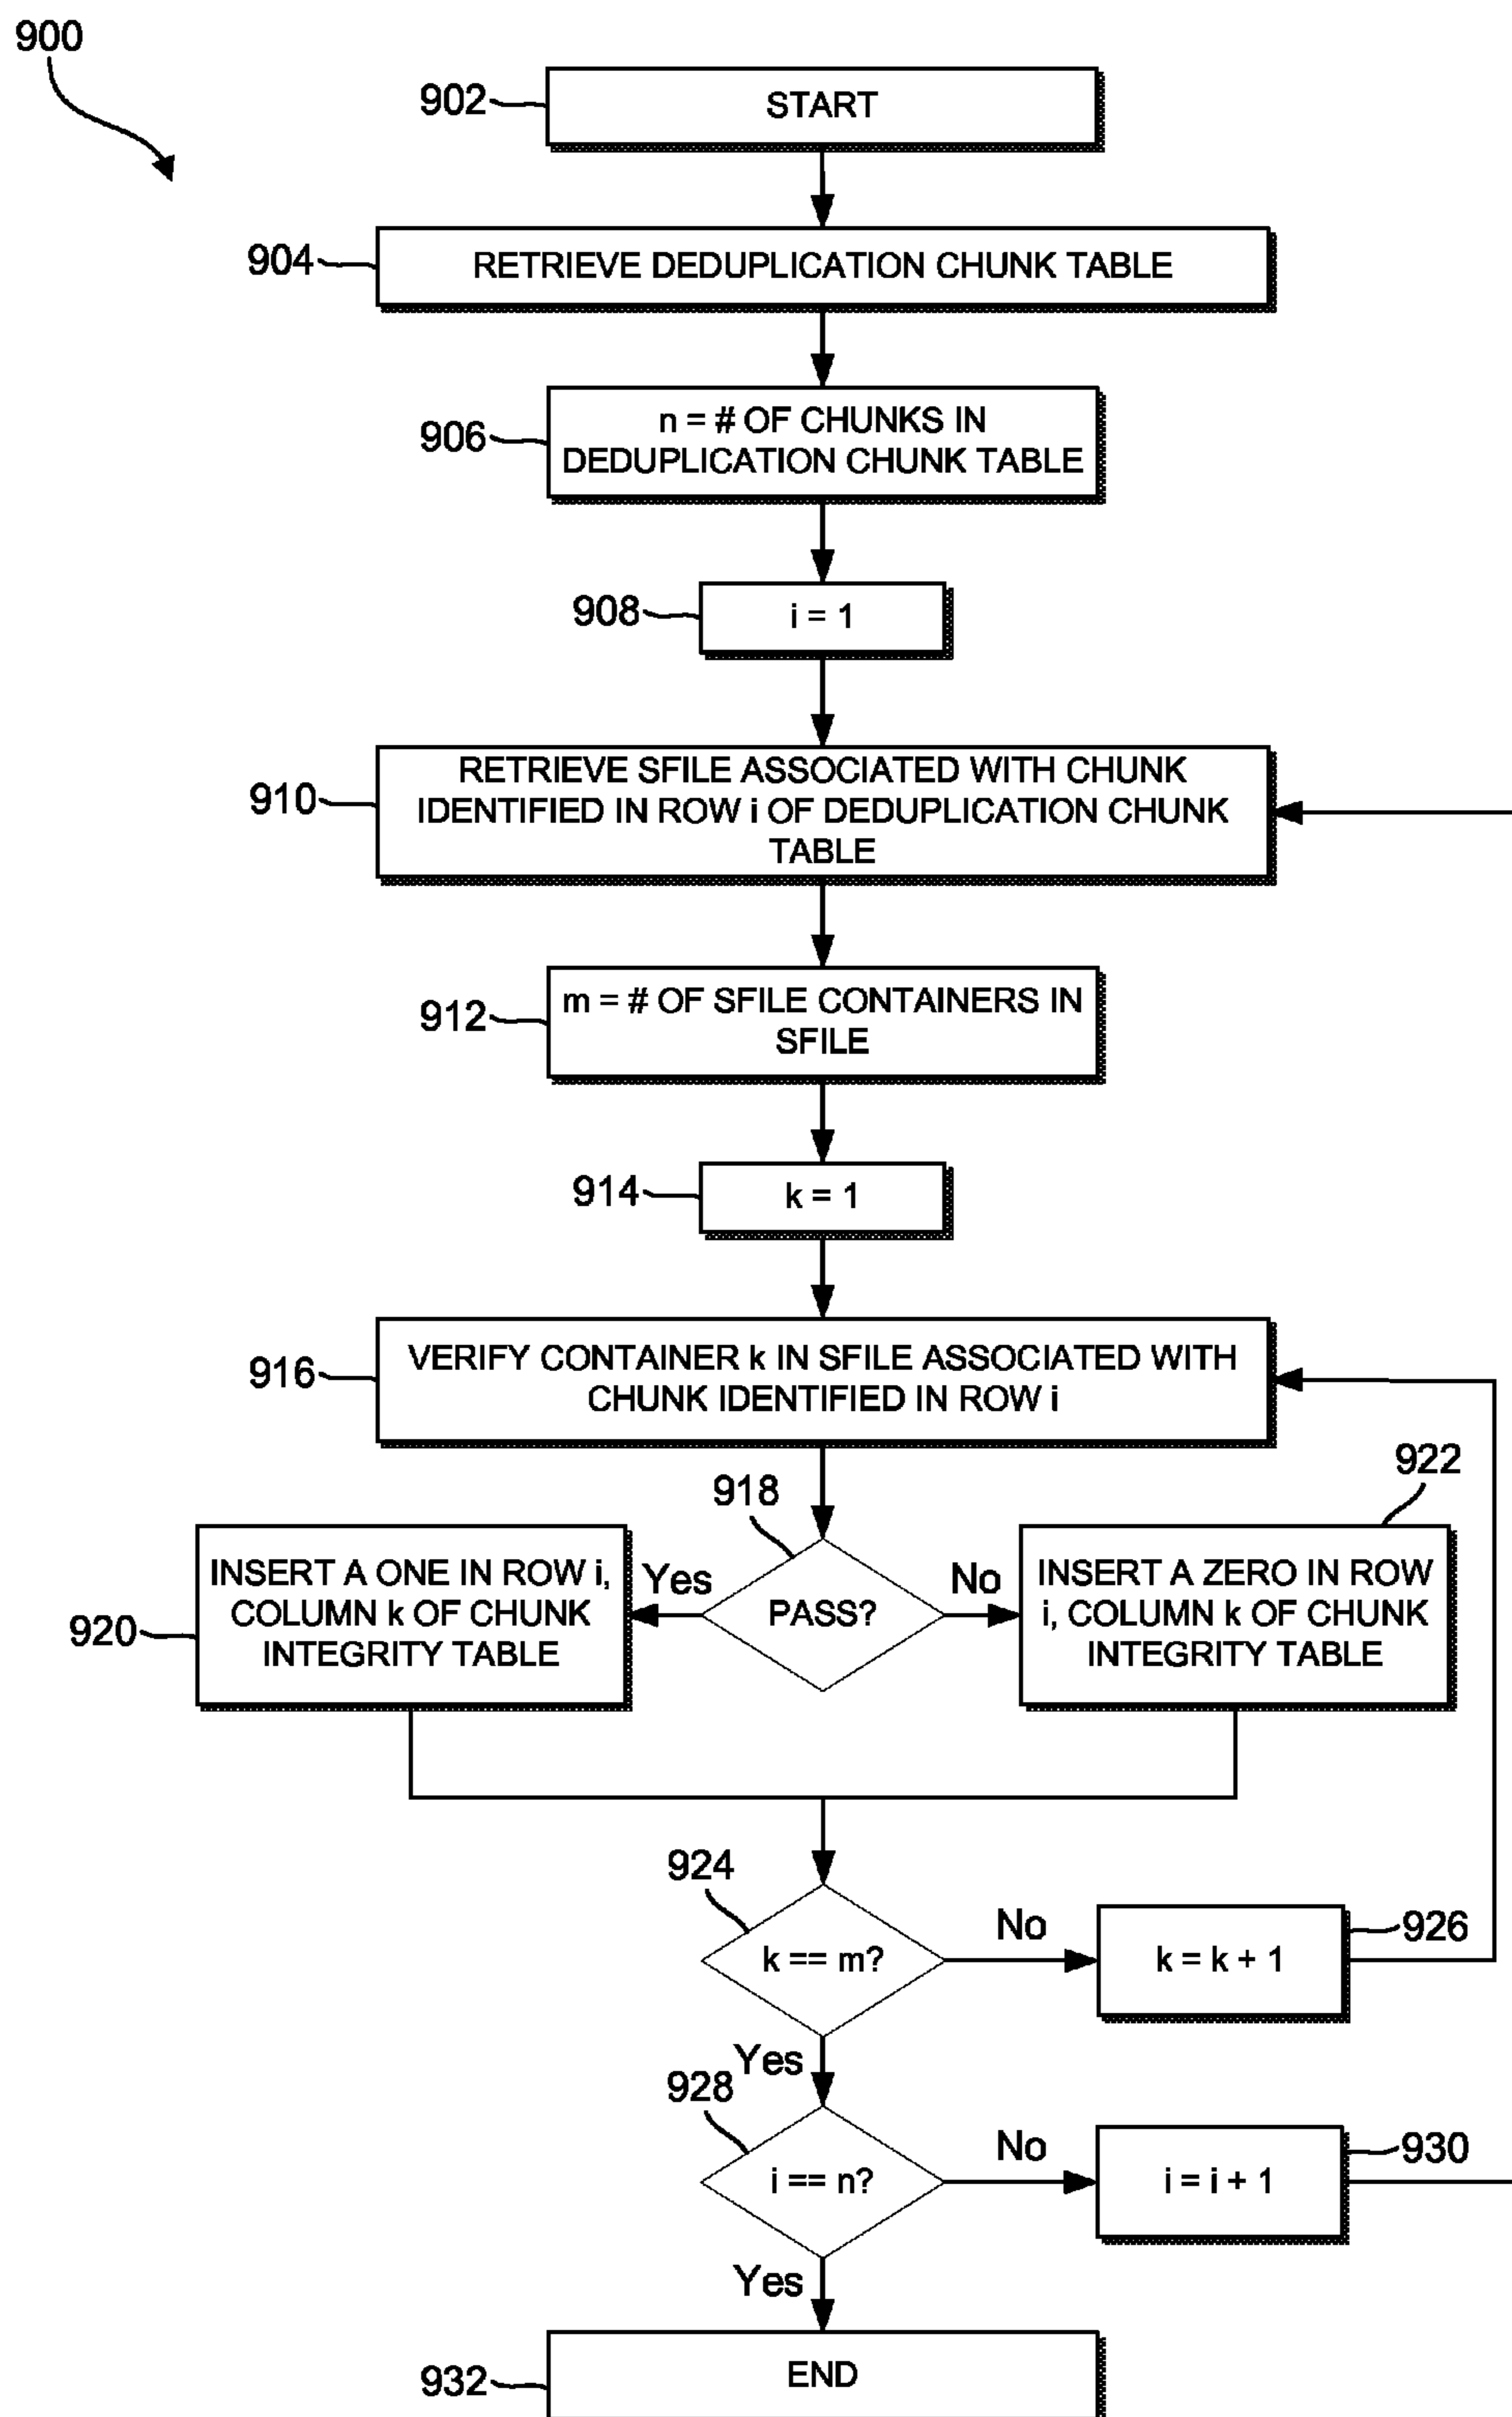 900
902
START
904
RETRIEVE DEDUPLICATION CHUNK TABLE
906
n = # OF CHUNKS IN
DEDUPLICATION CHUNK TABLE
908
i = 1
910
RETRIEVE SFILE ASSOCIATED WITH CHUNK
IDENTIFIED IN ROW i OF DEDUPLICATION CHUNK
TABLE
912
m = # OF SFILE CONTAINERS IN
SFILE
914
k = 1
916
VERIFY CONTAINER k IN SFILE ASSOCIATED WITH
CHUNK IDENTIFIED IN ROW i
918
PASS?
Yes
No
920
INSERT A ONE IN ROW i,
COLUMN k OF CHUNK
INTEGRITY TABLE
922
INSERT A ZERO IN ROW
i, COLUMN k OF CHUNK
INTEGRITY TABLE
924
k == m?
No
926
k = k + 1
Yes
928
i == n?
No
930
i = i + 1
Yes
932
END